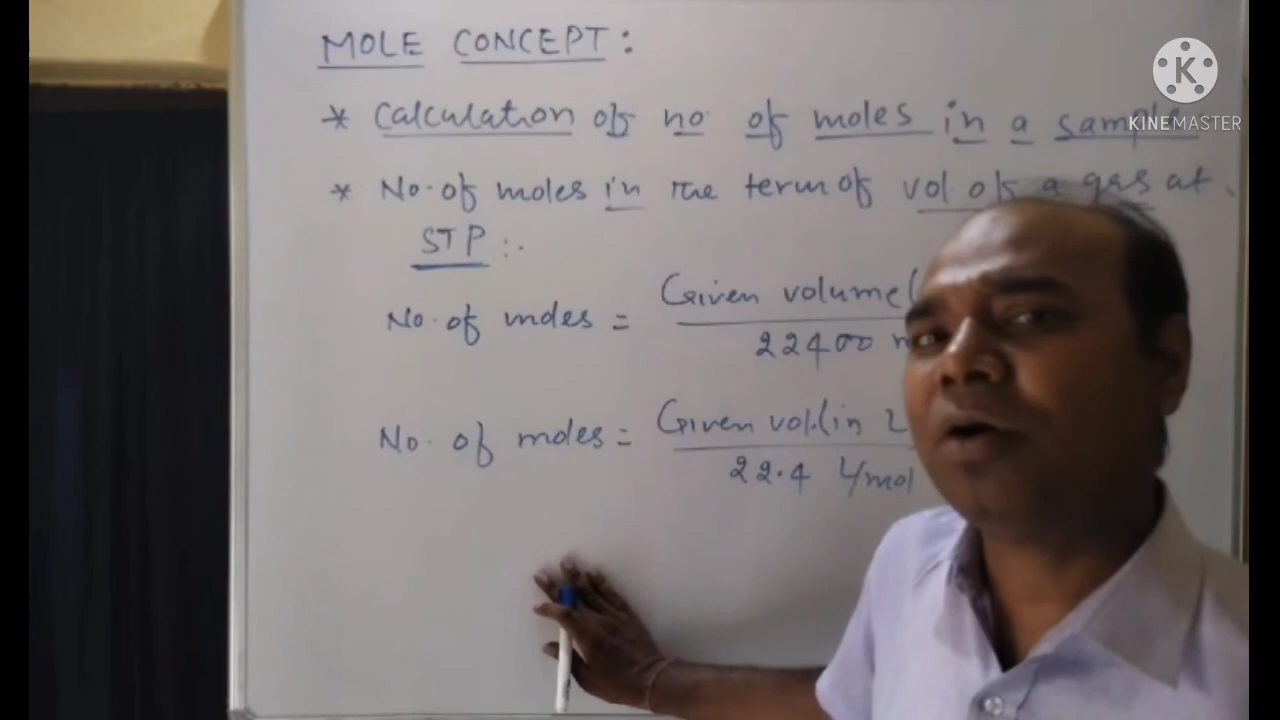 MOLE CONCEPT:
* Calculation of no. of moles in a sample
* No. of moles in the term of vol. of a gas at
STP:
No. of moles = Given volume(
22400
No. of moles = Given vol.(in L
22.4 L/mol
K
KINEMASTER